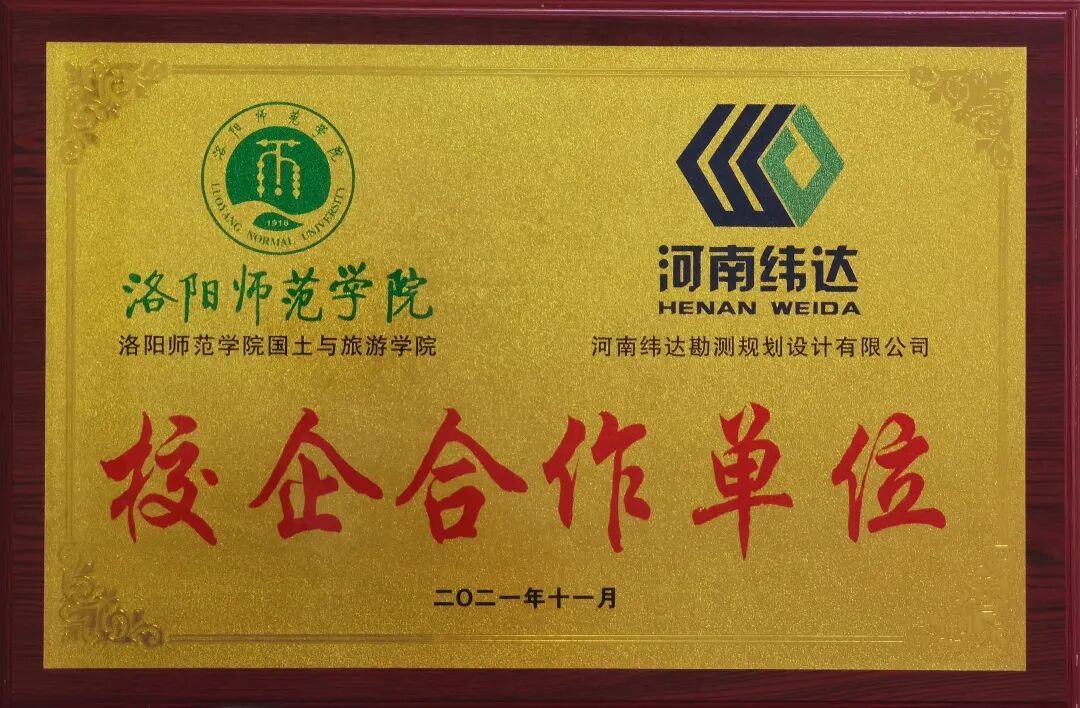 洛阳师范学院
LUOYANG NORMAL UNIVERSITY
1916
洛阳师范学院
洛阳师范学院国土与旅游学院
河南纬达
HENAN WEIDA
河南纬达勘测规划设计有限公司
校企合作单位
二〇二一年十一月